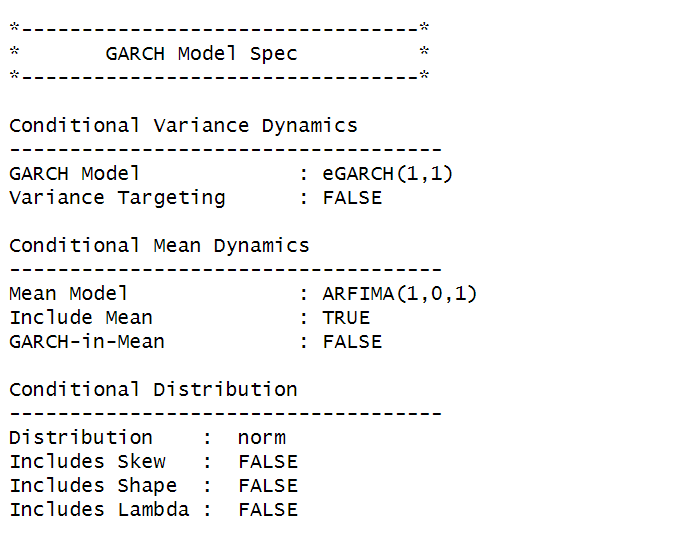 *---------------------------------*
*       GARCH Model Spec          *
*---------------------------------*
Conditional Variance Dynamics
------------------------------------
GARCH Model             : eGARCH(1,1)
Variance Targeting      : FALSE
Conditional Mean Dynamics
------------------------------------
Mean Model              : ARFIMA(1,0,1)
Include Mean            : TRUE
GARCH-in-Mean           : FALSE
Conditional Distribution
------------------------------------
Distribution    :  norm
Includes Skew   :  FALSE
Includes Shape  :  FALSE
Includes Lambda :  FALSE